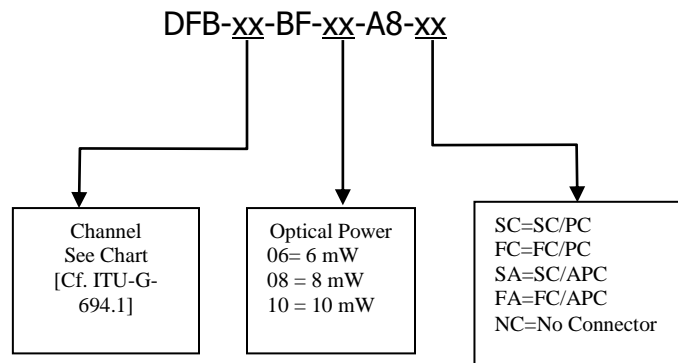 DFB-xx-BF-xx-A8-xx
Channel
See Chart
[Cf. ITU-G-
694.1]
Optical Power
06= 6 mW
08 = 8 mW
10 = 10 mW
SC=SC/PC
FC=FC/PC
SA=SC/APC
FA=FC/APC
NC=No Connector